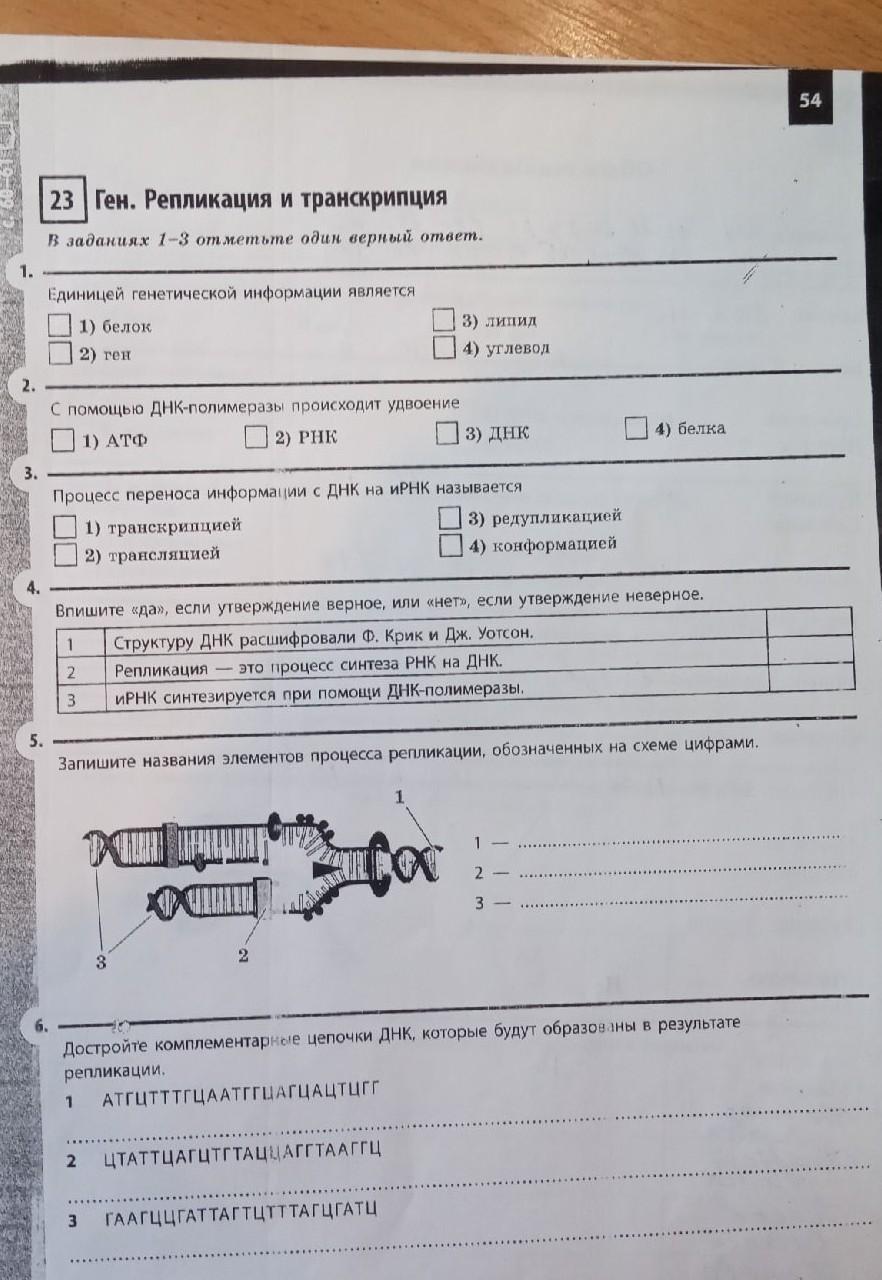 54
23 Ген. Репликация и транскрипция
В заданиях 1–3 отметьте один верный ответ.
1.
Единицей генетической информации является
1) белок 3) липид
2) ген 4) углевод
2.
С помощью ДНК-полимеразы происходит удвоение
1) АТФ 2) РНК 3) ДНК 4) белка
3.
Процесс переноса информации с ДНК на иРНК называется
1) транскрипцией 3) редупликацией
2) трансляцией 4) конформацией
4.
Впишите «да», если утверждение верное, или «нет», если утверждение неверное.
1 Структуру ДНК расшифровали Ф. Крик и Дж. Уотсон.
2 Репликация — это процесс синтеза РНК на ДНК.
3 иРНК синтезируется при помощи ДНК-полимеразы.
5.
Запишите названия элементов процесса репликации, обозначенных на схеме цифрами.
1
1 —
2 —
3 —
3 2
6.
Достройте комплементарные цепочки ДНК, которые будут образованы в результате
репликации.
1 АТГЦТТТГЦААТГГЦАГЦАЦТЦГГ
2 ЦТАТТЦАГЦТГТАЦЦАГГТААГГЦ
3 ГААГЦЦГАТТАГТЦТТТАГЦГАТЦ